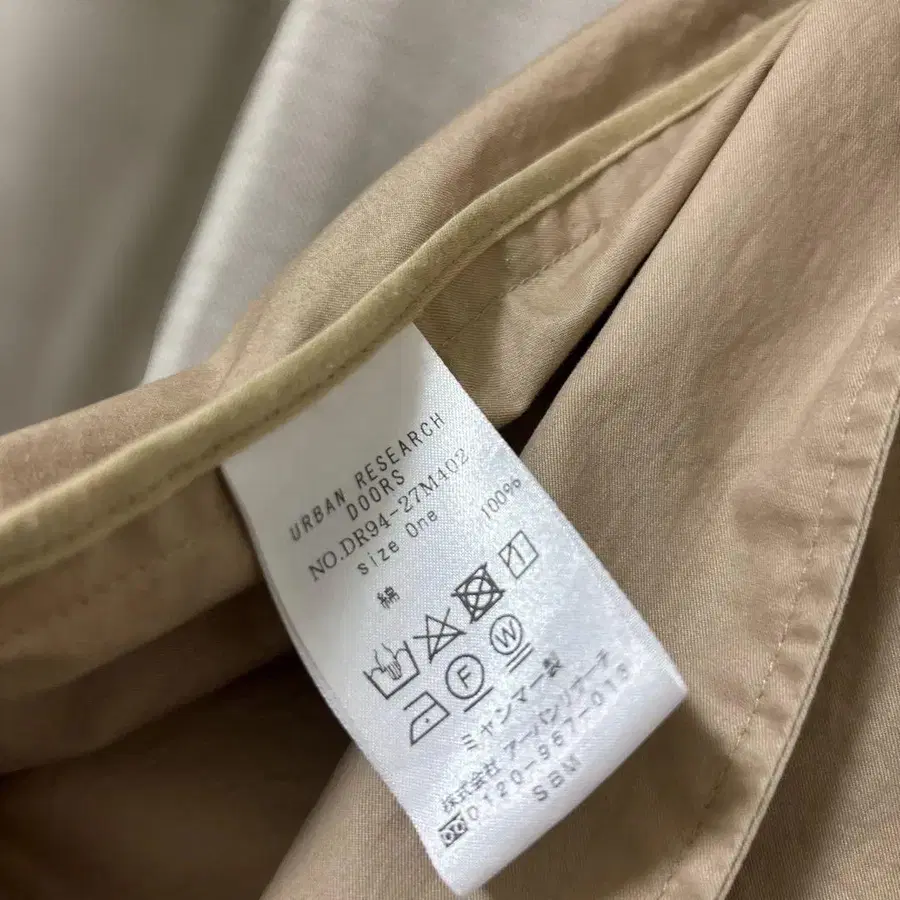 URBAN RESEARCH
DOORS
NO.DR94-27M402
size One
綿 100%
F W
ミャンマー製
株式会社 アーバンリサーチ
0120-967-013
SBM